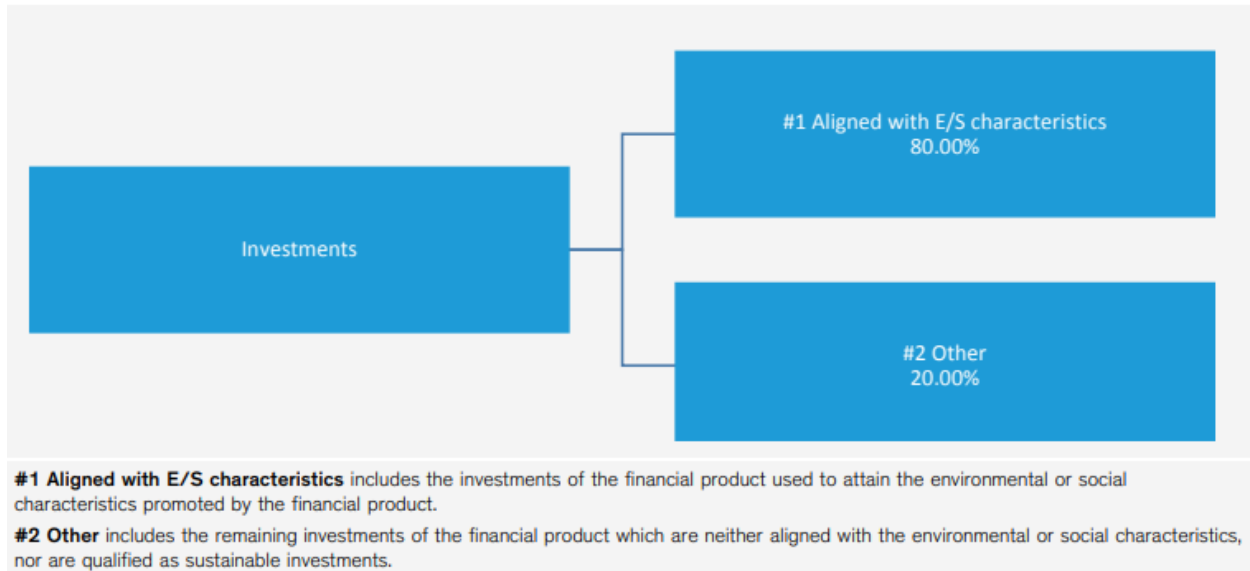 #1 Aligned with E/S characteristics
80.00%
Investments
#2 Other
20.00%
#1 Aligned with E/S characteristics includes the investments of the financial product used to attain the environmental or social
characteristics promoted by the financial product.
#2 Other includes the remaining investments of the financial product which are neither aligned with the environmental or social characteristics,
nor are qualified as sustainable investments.